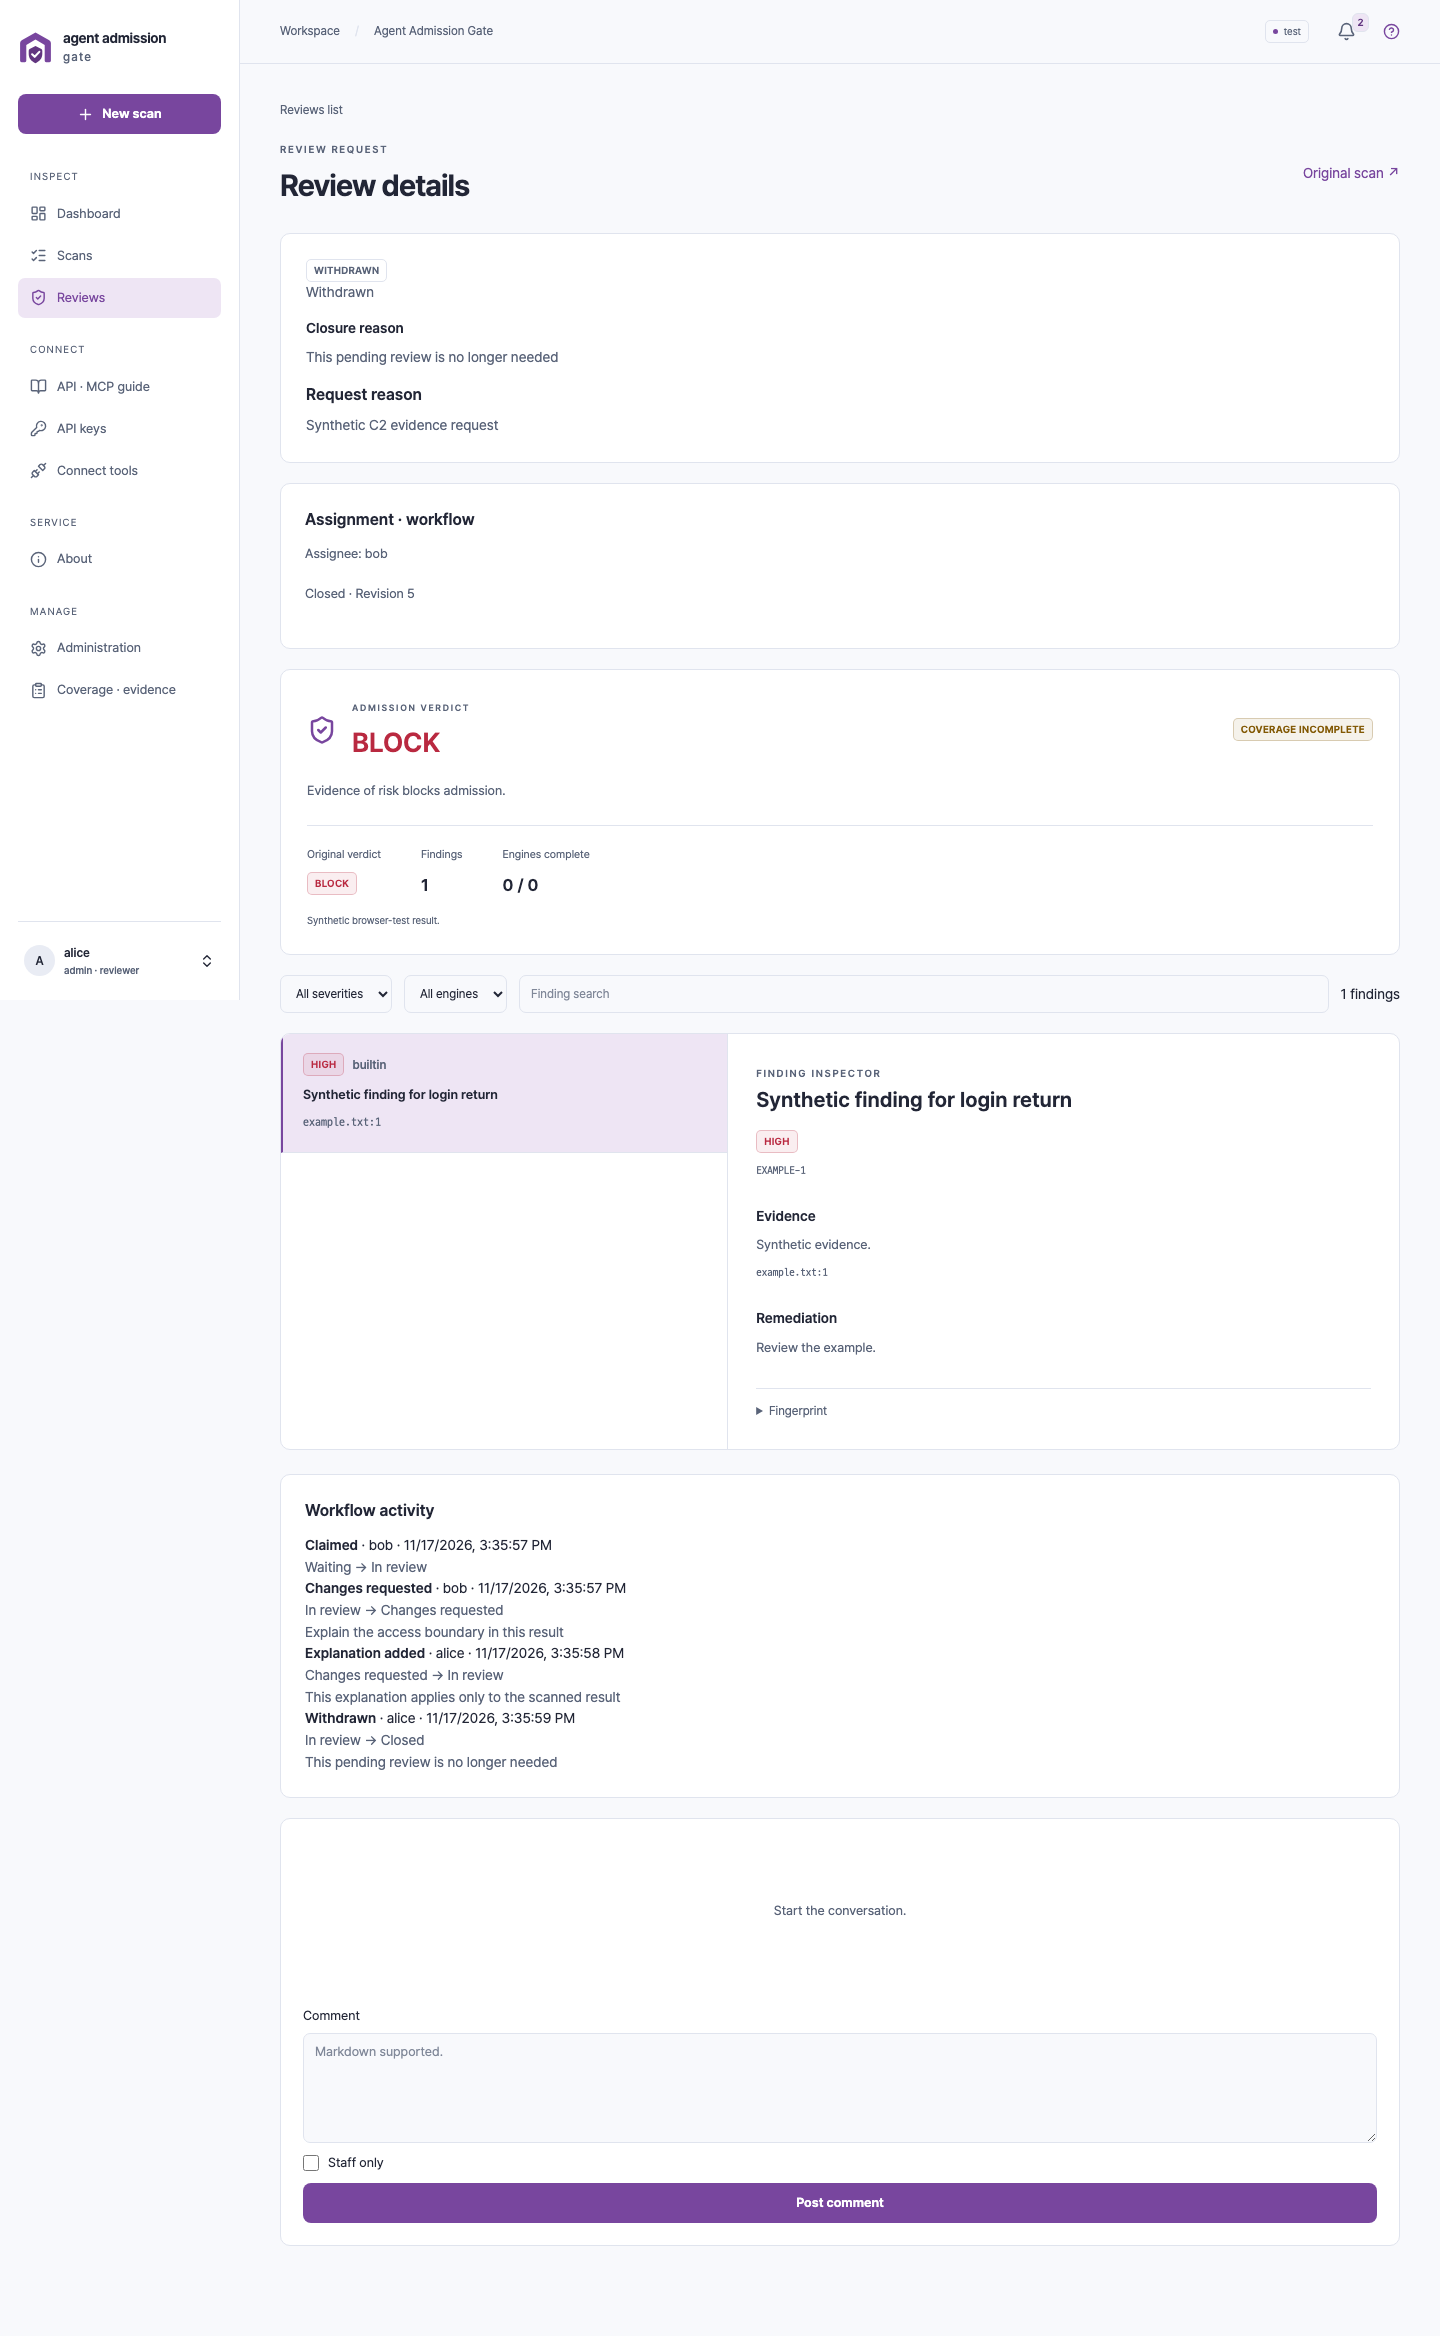 agent admission
gate
New scan
INSPECT
Dashboard
Scans
Reviews
CONNECT
API · MCP guide
API keys
Connect tools
SERVICE
About
MANAGE
Administration
Coverage · evidence
A
alice
admin · reviewer
Workspace / Agent Admission Gate
test
2
Reviews list
REVIEW REQUEST
Review details
Original scan ↗
WITHDRAWN
Withdrawn
Closure reason
This pending review is no longer needed
Request reason
Synthetic C2 evidence request
Assignment · workflow
Assignee: bob
Closed · Revision 5
ADMISSION VERDICT
BLOCK
COVERAGE INCOMPLETE
Evidence of risk blocks admission.
Original verdict Findings Engines complete
BLOCK 1 0 / 0
Synthetic browser-test result.
All severities All engines Finding search 1 findings
HIGH builtin
Synthetic finding for login return
example.txt:1
FINDING INSPECTOR
Synthetic finding for login return
HIGH
EXAMPLE-1
Evidence
Synthetic evidence.
example.txt:1
Remediation
Review the example.
Fingerprint
Workflow activity
Claimed · bob · 11/17/2026, 3:35:57 PM
Waiting → In review
Changes requested · bob · 11/17/2026, 3:35:57 PM
In review → Changes requested
Explain the access boundary in this result
Explanation added · alice · 11/17/2026, 3:35:58 PM
Changes requested → In review
This explanation applies only to the scanned result
Withdrawn · alice · 11/17/2026, 3:35:59 PM
In review → Closed
This pending review is no longer needed
Start the conversation.
Comment
Markdown supported.
Staff only
Post comment